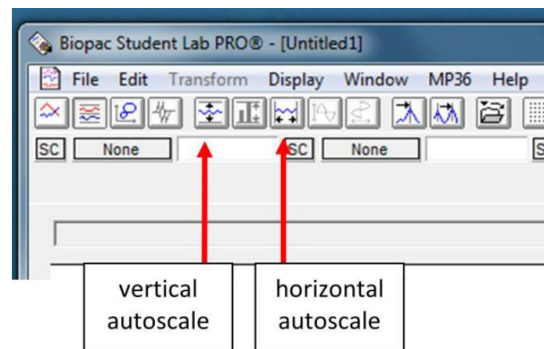 Biopac Student Lab PRO® - [Untitled1]
File Edit Transform Display Window MP36 Help
SC None SC None S
vertical
autoscale
horizontal
autoscale